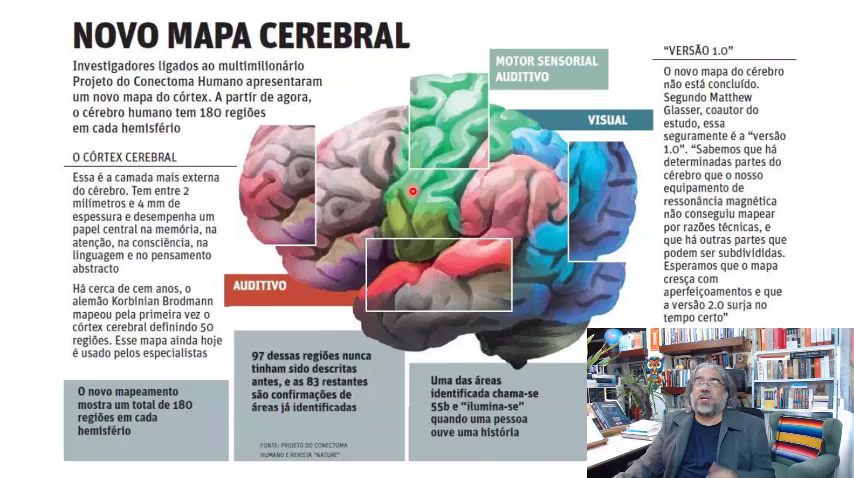 NOVO MAPA CEREBRAL
Investigadores ligados ao multimilionário
Projeto do Conectoma Humano apresentaram
um novo mapa do córtex. A partir de agora,
o cérebro humano tem 180 regiões
em cada hemisfério
O CÓRTEX CEREBRAL
Essa é a camada mais externa
do cérebro. Tem entre 2
milímetros e 4 mm de
espessura e desempenha um
papel central na memória, na
atenção, na consciência, na
linguagem e no pensamento
abstracto
Há cerca de cem anos, o
alemão Korbinian Brodmann
mapeou pela primeira vez o
córtex cerebral definindo 50
regiões. Esse mapa ainda hoje
é usado pelos especialistas
O novo mapeamento
mostra um total de 180
regiões em cada
hemisfério
MOTOR SENSORIAL
AUDITIVO
VISUAL
AUDITIVO
97 dessas regiões nunca
tinham sido descritas
antes, e as 83 restantes
são confirmações de
áreas já identificadas
FONTE: PROJETO DO CONECTOMA
HUMANO E REVISTA "NATURE"
Uma das áreas
identificada chama-se
55b e “ilumina-se”
quando uma pessoa
ouve uma história
“VERSÃO 1.0”
O novo mapa do cérebro
não está concluído.
Segundo Matthew
Glasser, coautor do
estudo, essa
seguramente é a “versão
1.0”. “Sabemos que há
determinadas partes do
cérebro que o nosso
equipamento de
ressonância magnética
não conseguiu mapear
por razões técnicas, e
que há outras partes que
podem ser subdivididas.
Esperamos que o mapa
cresça com
aperfeiçoamentos e que
a versão 2.0 surja no
tempo certo”